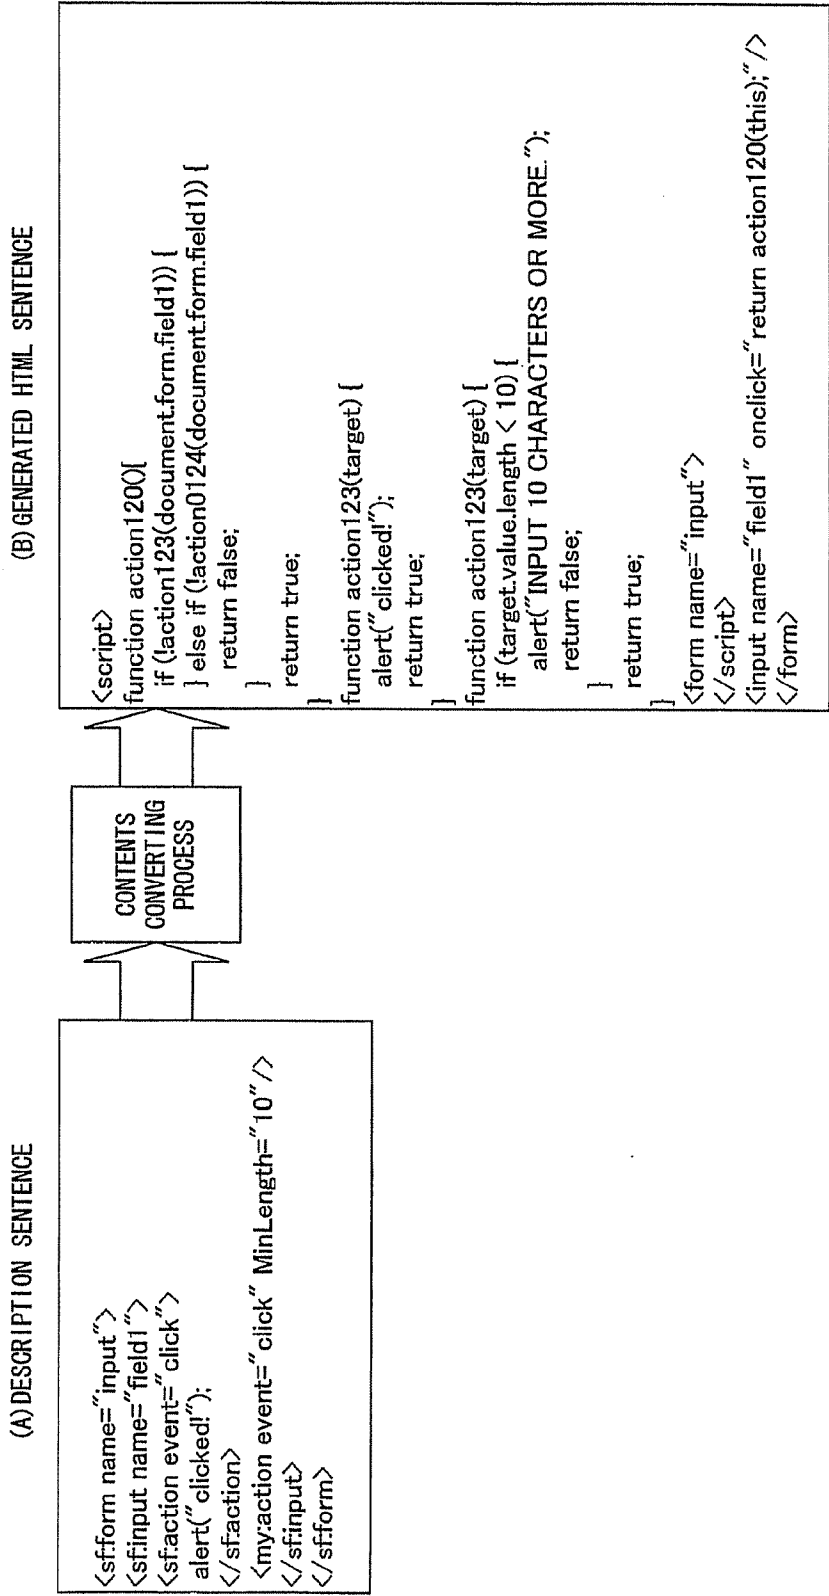 (A)DESCRIPTION SENTENCE
<sf:form name="input">
<sf:input name="field1">
<sf:action event="click">
alert("clicked!");
</sf:action>
<my:action event="click" MinLength="10"/>
</sf:input>
</sf:form>
CONTENTS
CONVERTING
PROCESS
(B)GENERATED HTML SENTENCE
<script>
function action120(){
if (!action123(document.form.field1)) {
} else if (!action0124(document.form.field1)) {
return false;
}
return true;
}
function action123(target) {
alert("clicked!");
return true;
}
function action123(target) {
if (target.value.length < 10) {
alert("INPUT 10 CHARACTERS OR MORE.");
return false;
}
return true;
}
<form name="input">
</script>
<input name="field1" onclick="return action120(this);"/>
</form>